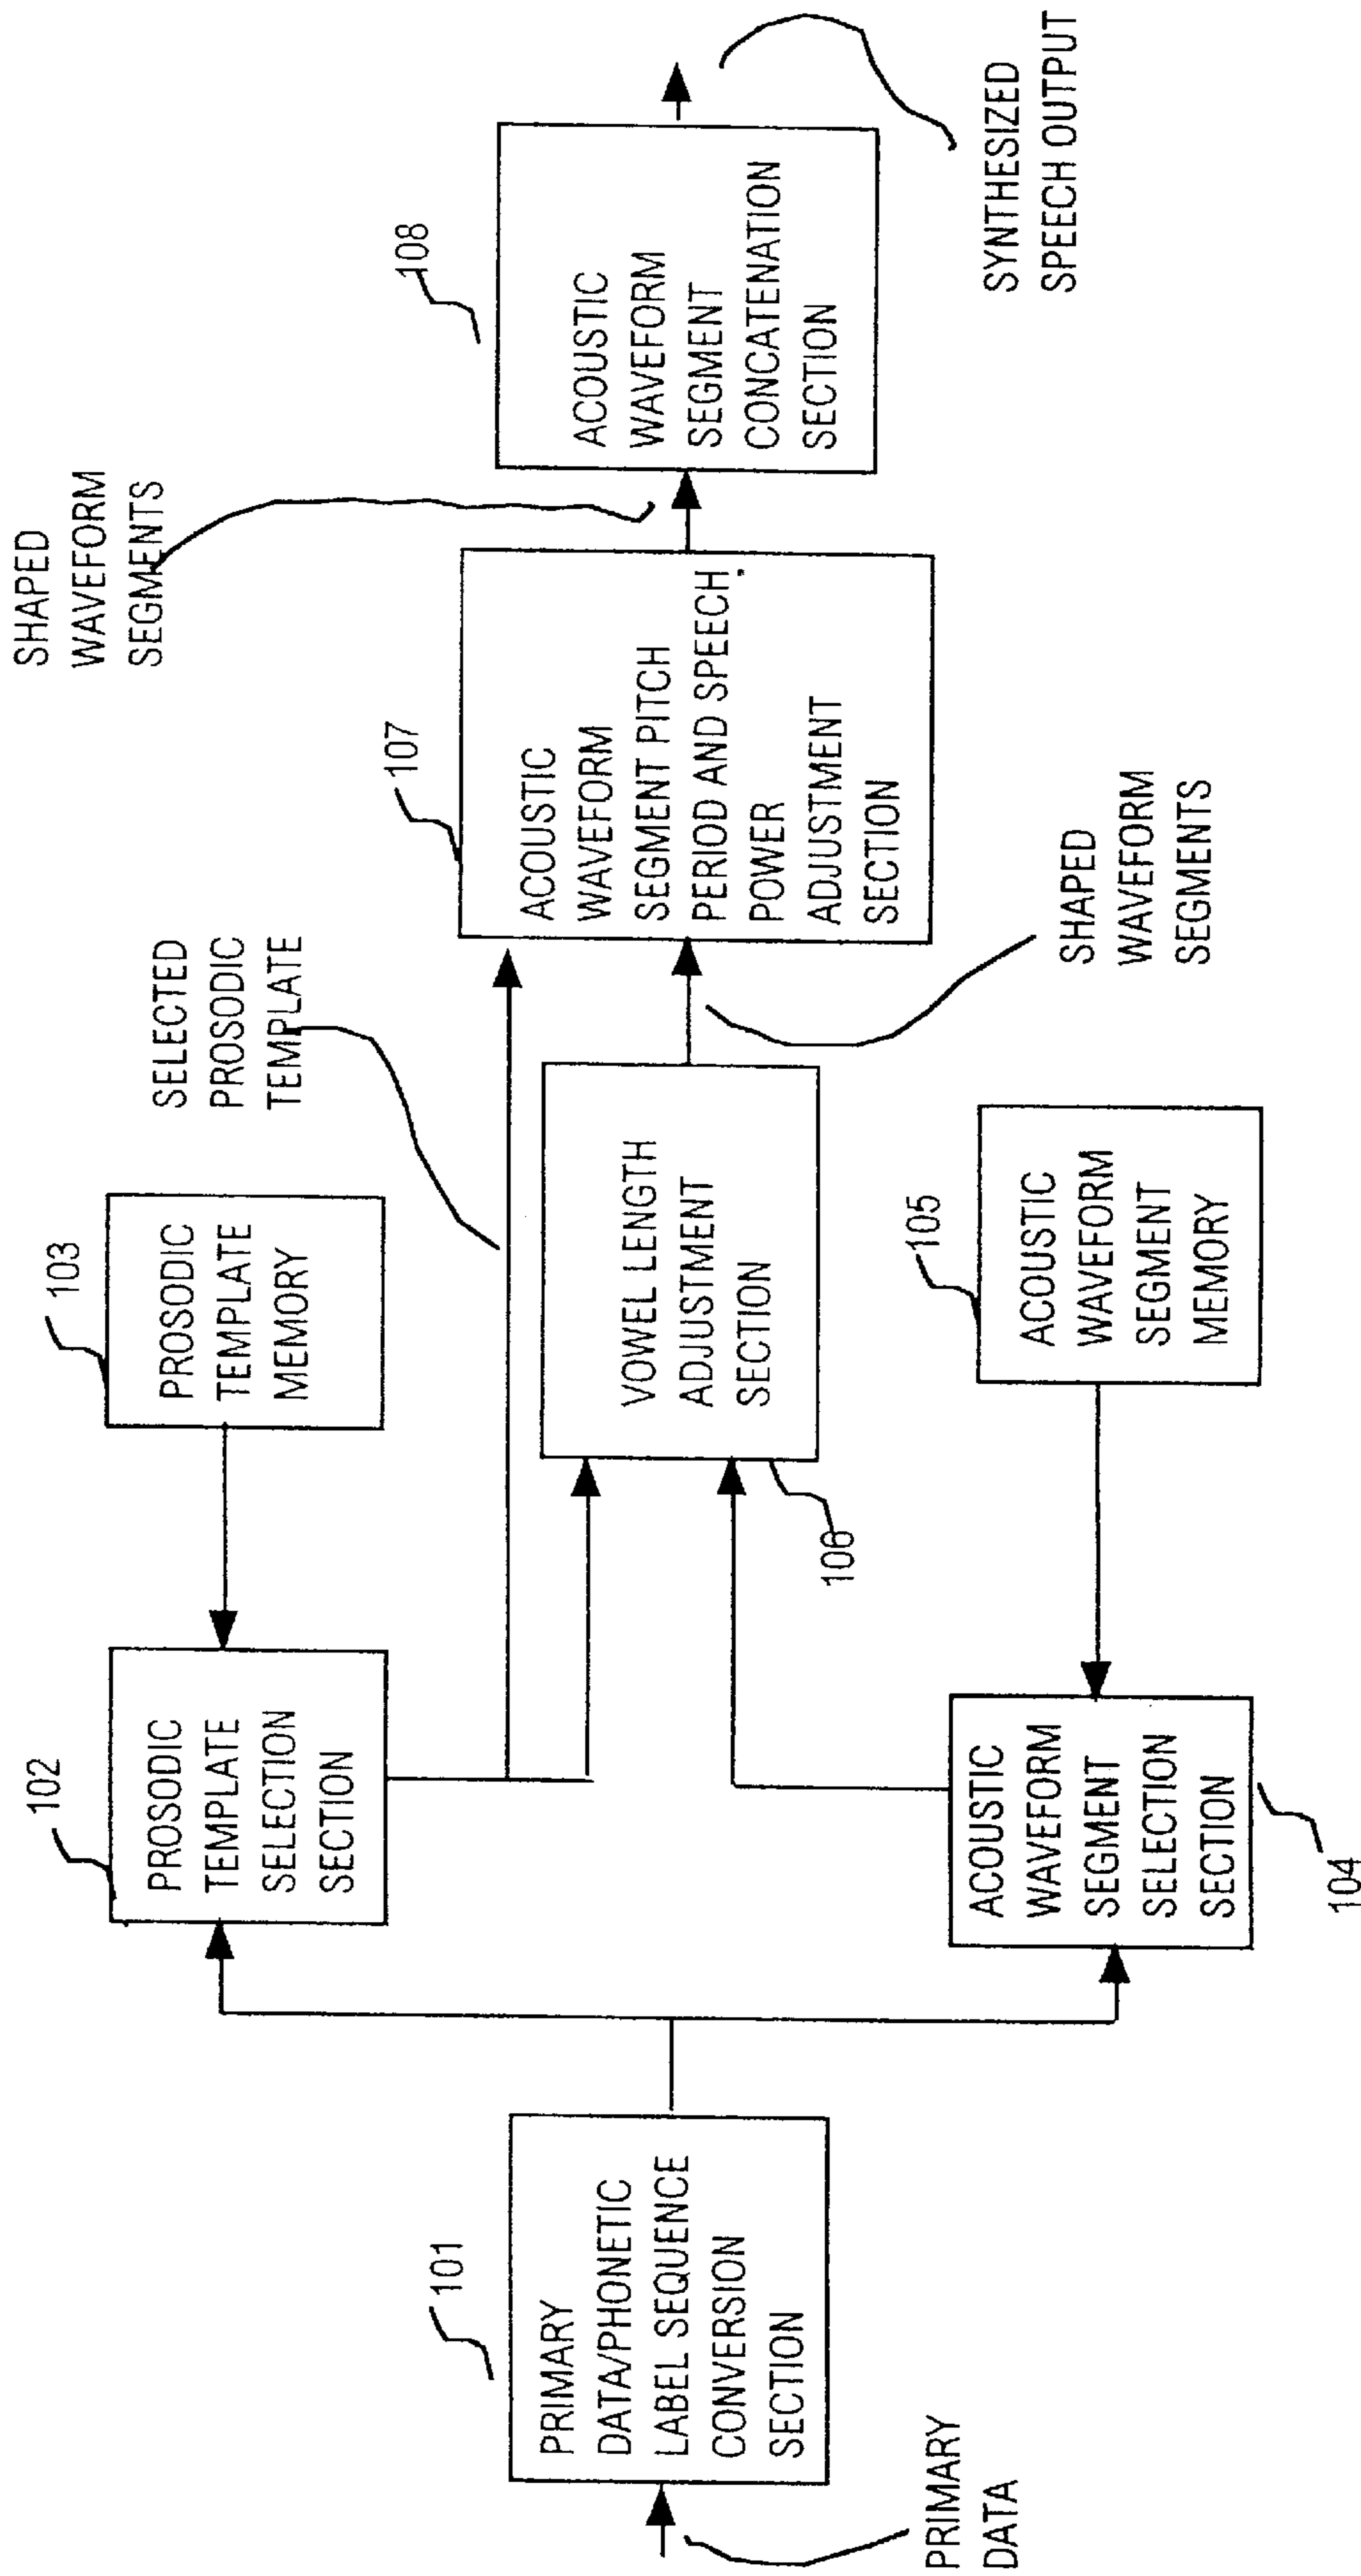 PRIMARY
DATA
101
PRIMARY
DATA/PHONETIC
LABEL SEQUENCE
CONVERSION
SECTION
102
PROSODIC
TEMPLATE
SELECTION
SECTION
103
PROSODIC
TEMPLATE
MEMORY
104
ACOUSTIC
WAVEFORM
SEGMENT
SELECTION
SECTION
105
ACOUSTIC
WAVEFORM
SEGMENT
MEMORY
106
VOWEL LENGTH
ADJUSTMENT
SECTION
SELECTED
PROSODIC
TEMPLATE
SHAPED
WAVEFORM
SEGMENTS
107
ACOUSTIC
WAVEFORM
SEGMENT PITCH
PERIOD AND SPEECH
POWER
ADJUSTMENT
SECTION
SHAPED
WAVEFORM
SEGMENTS
108
ACOUSTIC
WAVEFORM
SEGMENT
CONCATENATION
SECTION
SYNTHESIZED
SPEECH OUTPUT